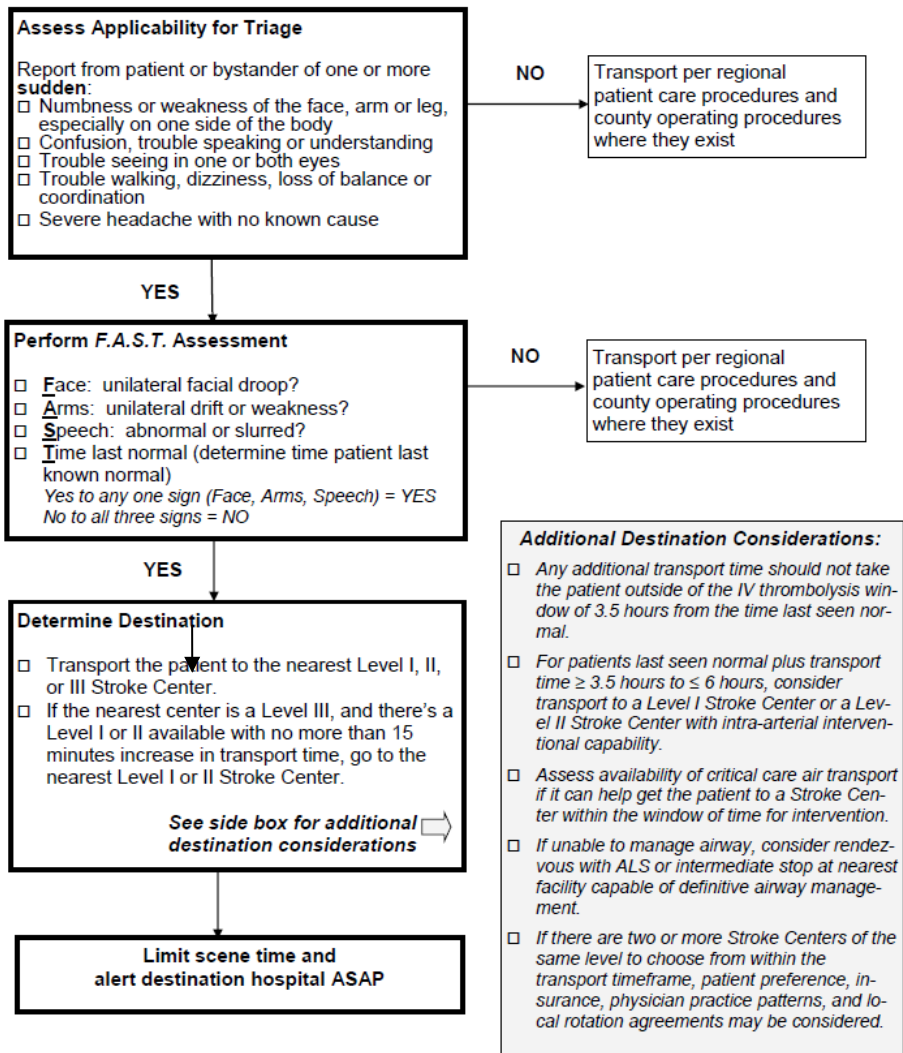 Assess Applicability for Triage
Report from patient or bystander of one or more
sudden:
□ Numbness or weakness of the face, arm or leg,
especially on one side of the body
□ Confusion, trouble speaking or understanding
□ Trouble seeing in one or both eyes
□ Trouble walking, dizziness, loss of balance or
coordination
□ Severe headache with no known cause
NO
Transport per regional
patient care procedures and
county operating procedures
where they exist
YES
Perform F.A.S.T. Assessment
□ Face: unilateral facial droop?
□ Arms: unilateral drift or weakness?
□ Speech: abnormal or slurred?
□ Time last normal (determine time patient last
known normal)
Yes to any one sign (Face, Arms, Speech) = YES
No to all three signs = NO
NO
Transport per regional
patient care procedures and
county operating procedures
where they exist
YES
Determine Destination
□ Transport the patient to the nearest Level I, II,
or III Stroke Center.
□ If the nearest center is a Level III, and there's a
Level I or II available with no more than 15
minutes increase in transport time, go to the
nearest Level I or II Stroke Center.
See side box for additional
destination considerations
Limit scene time and
alert destination hospital ASAP
Additional Destination Considerations:
□ Any additional transport time should not take
the patient outside of the IV thrombolysis win-
dow of 3.5 hours from the time last seen nor-
mal.
□ For patients last seen normal plus transport
time ≥ 3.5 hours to ≤ 6 hours, consider
transport to a Level I Stroke Center or a Lev-
el II Stroke Center with intra-arterial interven-
tional capability.
□ Assess availability of critical care air transport
if it can help get the patient to a Stroke Cen-
ter within the window of time for intervention.
□ If unable to manage airway, consider rendez-
vous with ALS or intermediate stop at nearest
facility capable of definitive airway manage-
ment.
□ If there are two or more Stroke Centers of the
same level to choose from within the
transport timeframe, patient preference, in-
surance, physician practice patterns, and lo-
cal rotation agreements may be considered.